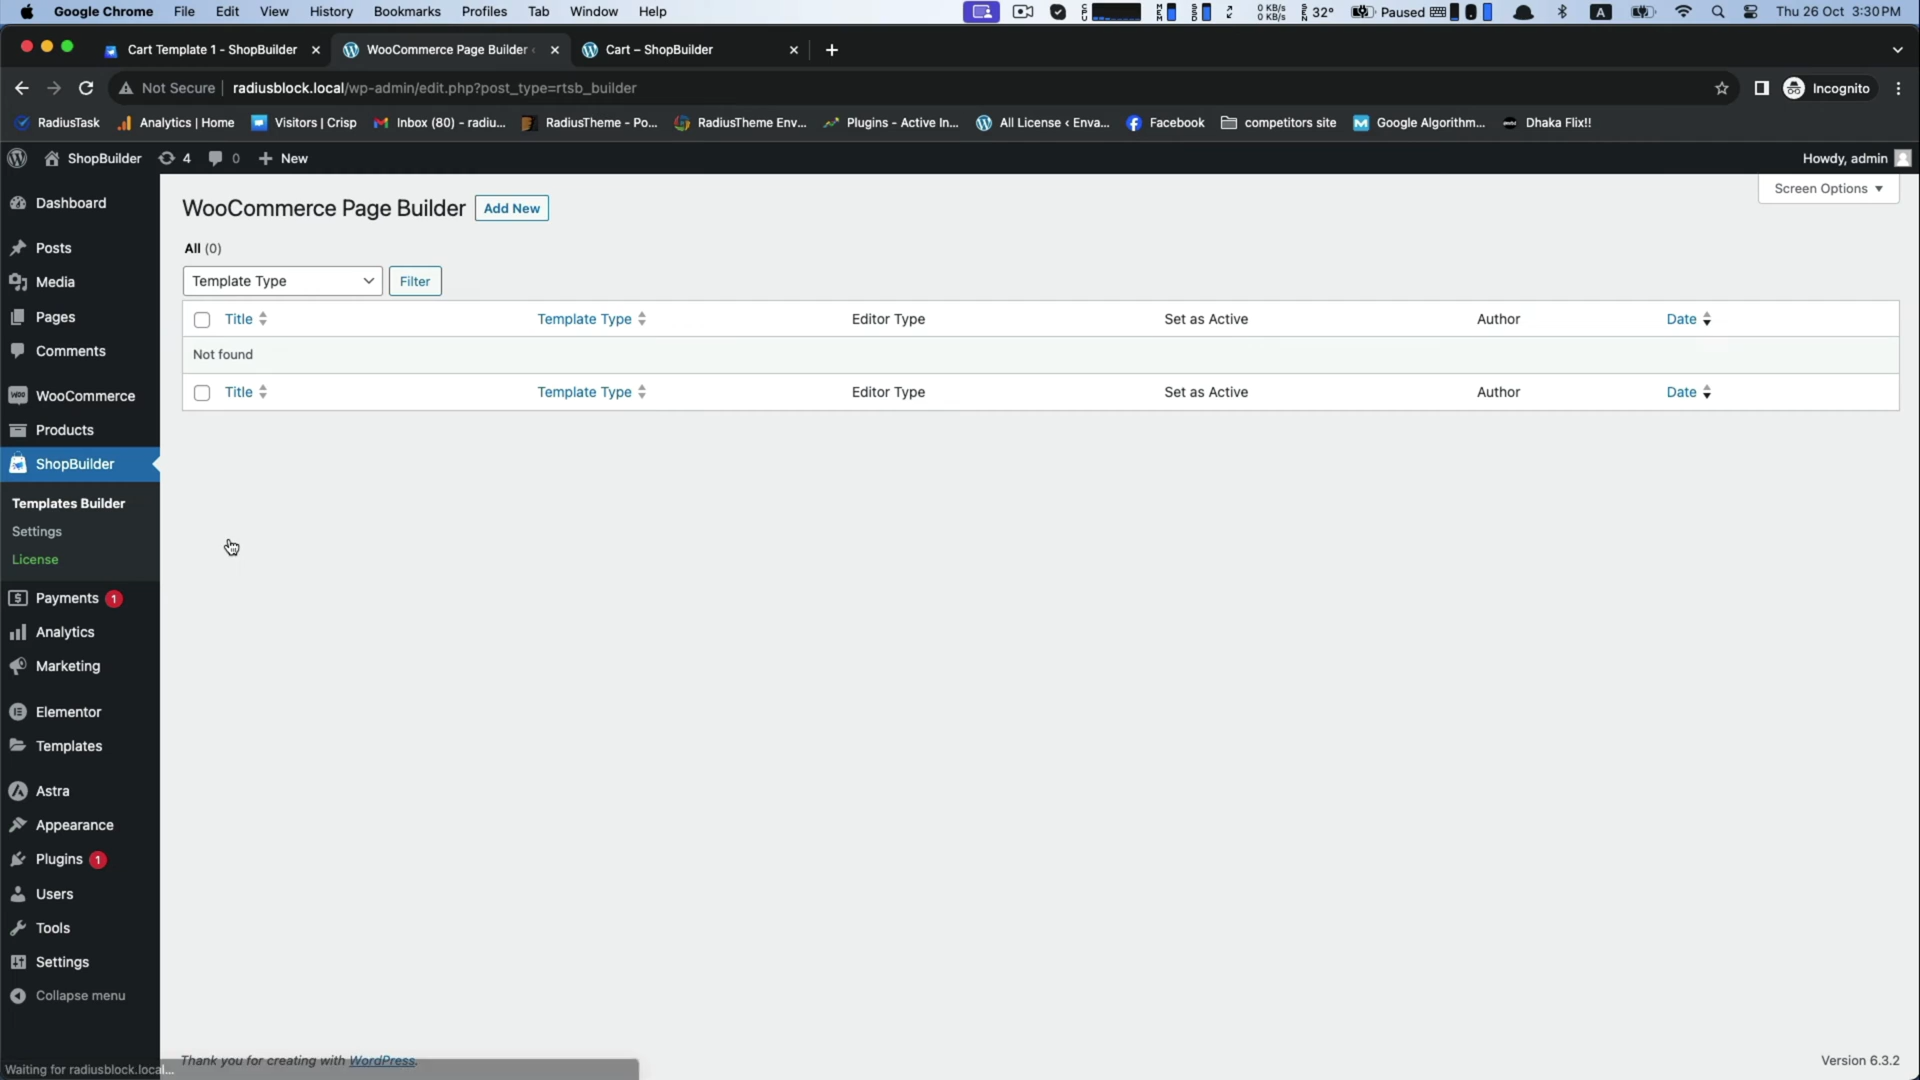 Google Chrome File Edit View History Bookmarks Profiles Tab Window Help 0 KB/s 0 KB/s 32° Paused A Thu 26 Oct 3:30 PM
Cart Template 1 - ShopBuilder WooCommerce Page Builder ‹ Cart – ShopBuilder
Not Secure radiusblock.local/wp-admin/edit.php?post_type=rtsb_builder Incognito
RadiusTask Analytics | Home Visitors | Crisp Inbox (80) - radiu... RadiusTheme - Po... RadiusTheme Env... Plugins - Active In... All License ‹ Enva... Facebook competitors site Google Algorithm... Dhaka Flix!!
ShopBuilder 4 0 New Howdy, admin
Screen Options
WooCommerce Page Builder Add New
All (0)
Template Type Filter
Title Template Type Editor Type Set as Active Author Date
Not found
Title Template Type Editor Type Set as Active Author Date
Dashboard
Posts
Media
Pages
Comments
WooCommerce
Products
ShopBuilder
Templates Builder
Settings
License
Payments 1
Analytics
Marketing
Elementor
Templates
Astra
Appearance
Plugins 1
Users
Tools
Settings
Collapse menu
Thank you for creating with WordPress. Version 6.3.2
Waiting for radiusblock.local...